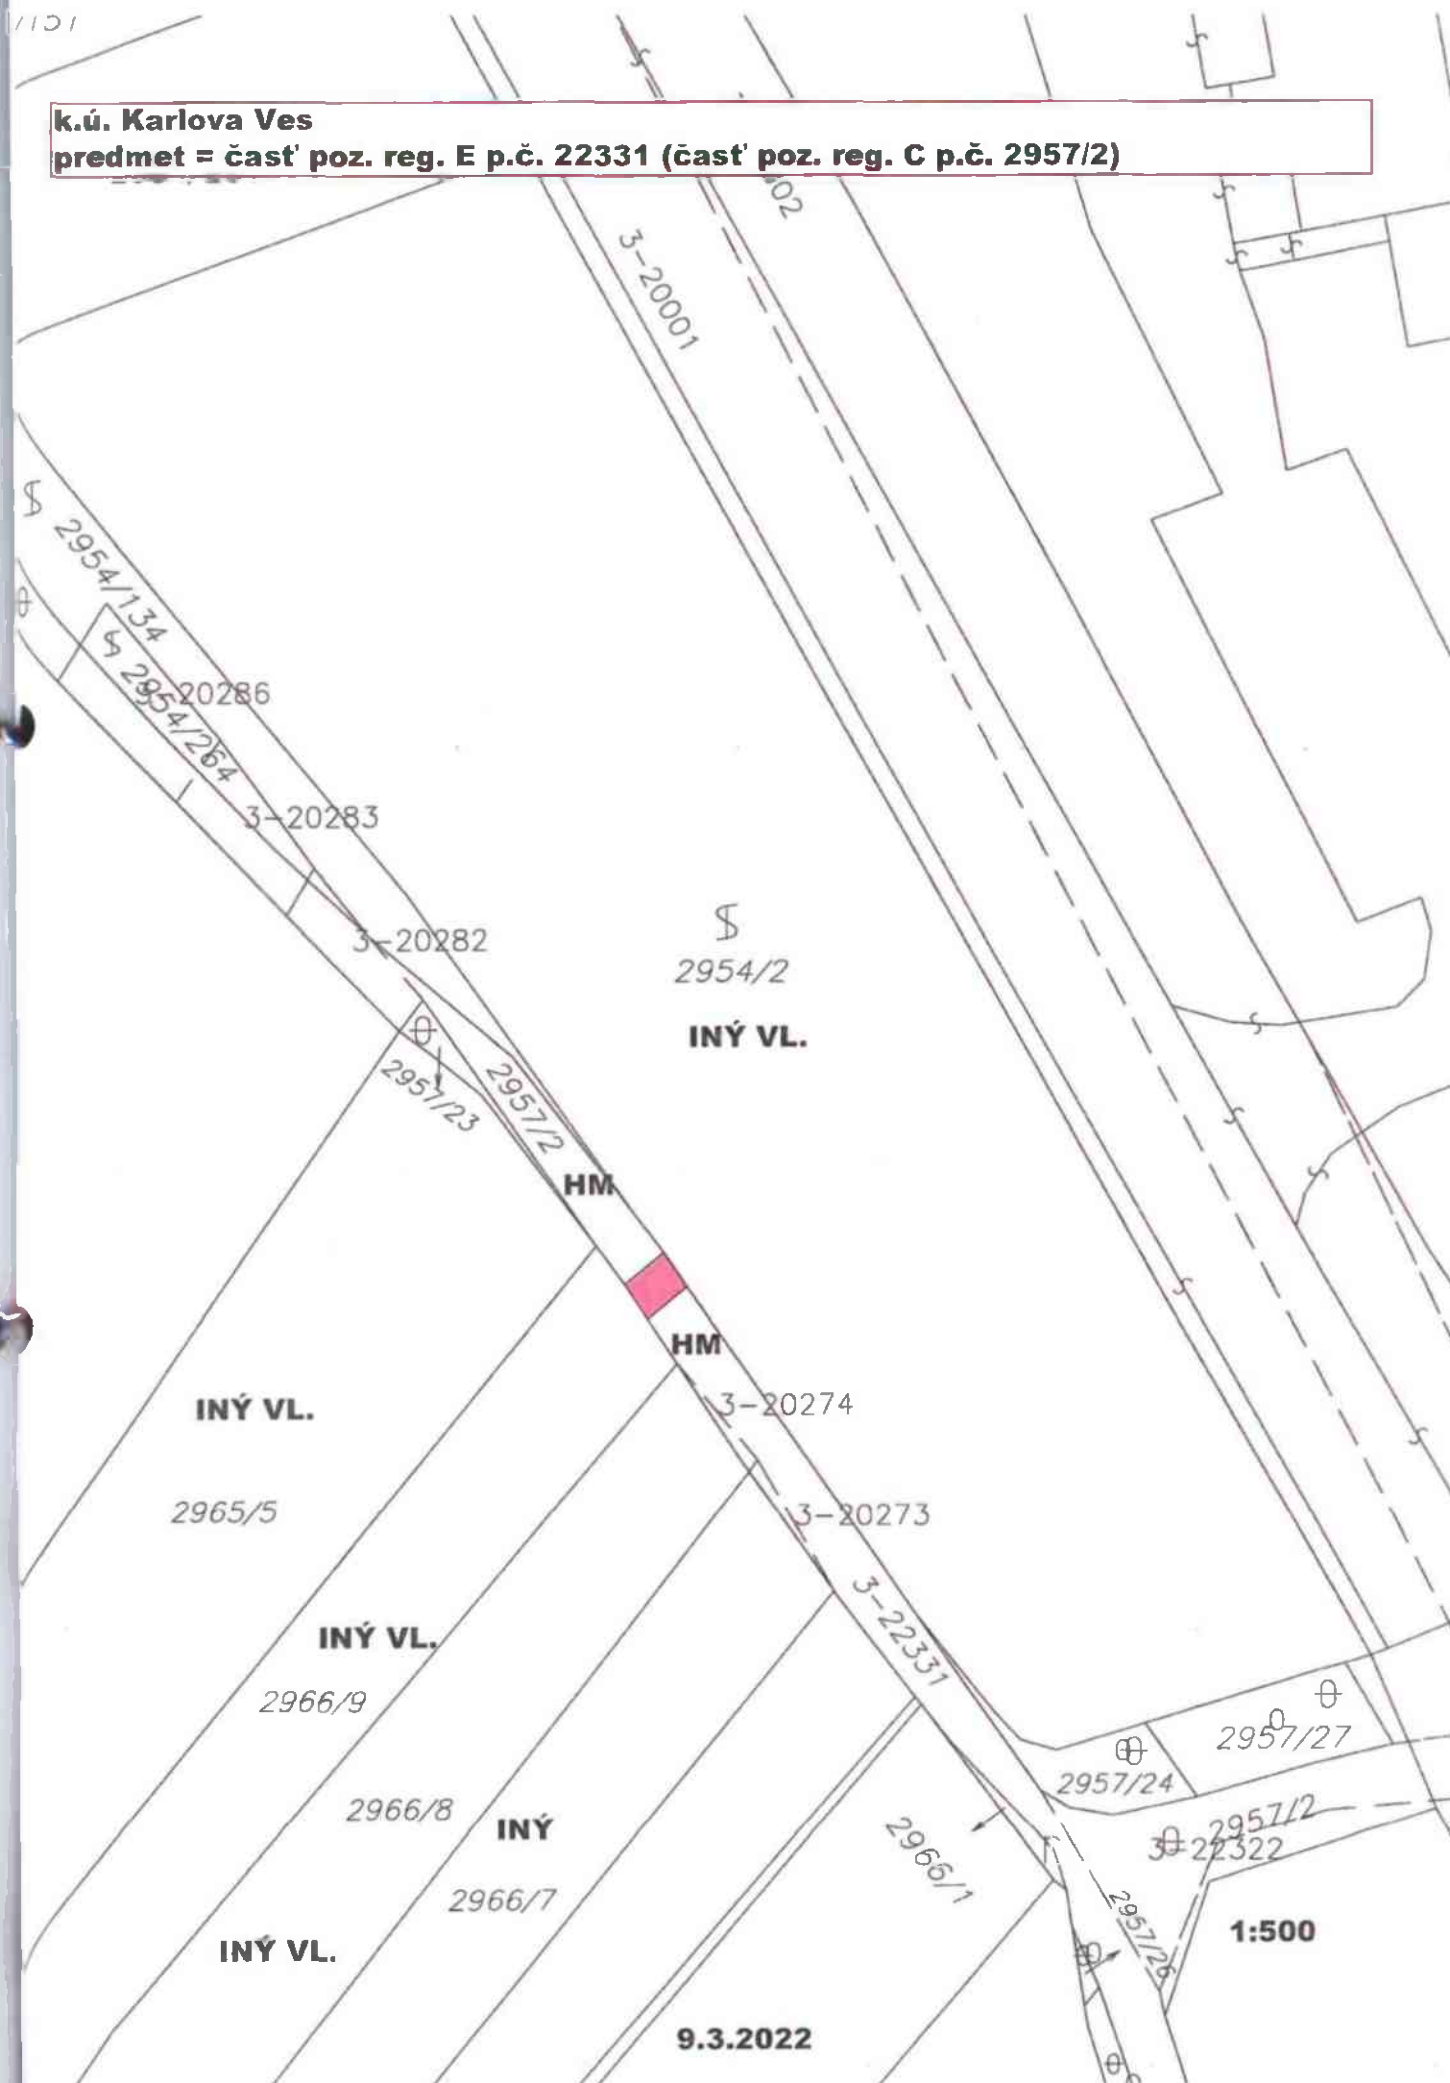 k.ú. Karlova Ves
predmet = časť poz. reg. E p.č. 22331 (časť poz. reg. C p.č. 2957/2)
3-20001
2954/134
20286
2954/264
3-20283
3-20282
2954/2
INÝ VL.
2957/23
2957/2
HM
HM
3-20274
INÝ VL.
2965/5
3-20273
3-22331
INÝ VL.
2966/9
2957/27
2957/24
2966/8
INÝ
2957/2
3-22322
2966/1
2966/7
2957/26
1:500
INÝ VL.
9.3.2022